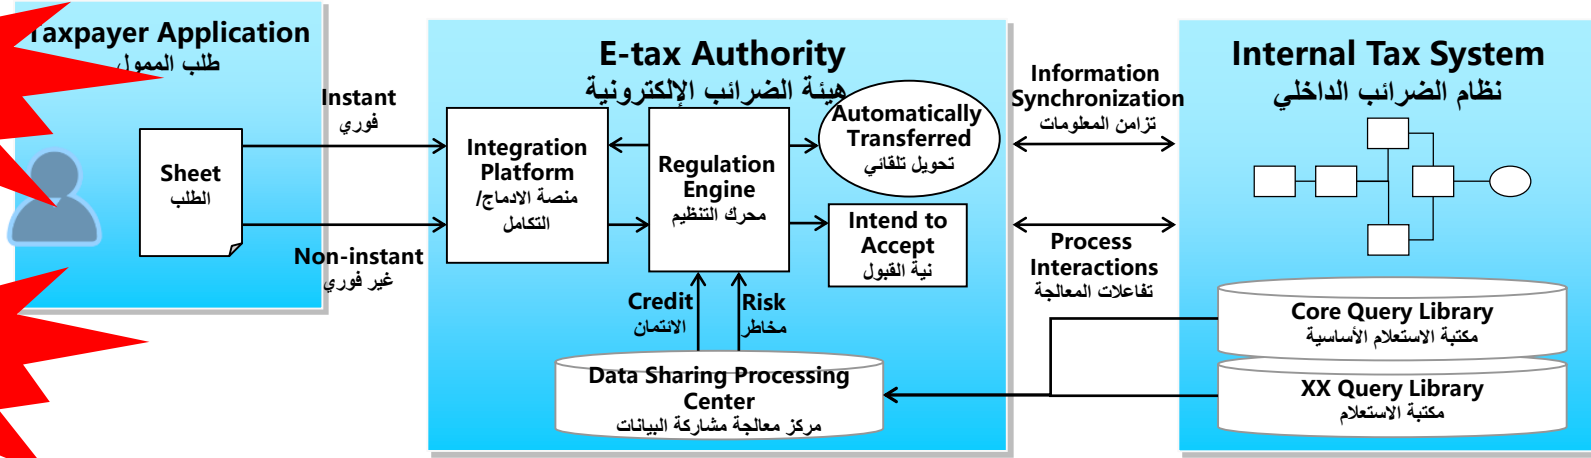 Taxpayer Application
طلب الممول
Instant
فوري
Sheet
الطلب
Non-instant
غير فوري
E-tax Authority
هيئة الضرائب الإلكترونية
Integration
Platform
منصة الادماج/
التكامل
Regulation
Engine
محرك التنظيم
Automatically
Transferred
تحويل تلقائي
Intend to
Accept
نية القبول
Credit
الائتمان
Risk
مخاطر
Data Sharing Processing
Center
مركز معالجة مشاركة البيانات
Information
Synchronization
تزامن المعلومات
Process
Interactions
تفاعلات المعالجة
Internal Tax System
نظام الضرائب الداخلي
Core Query Library
مكتبة الاستعلام الأساسية
XX Query Library
مكتبة الاستعلام